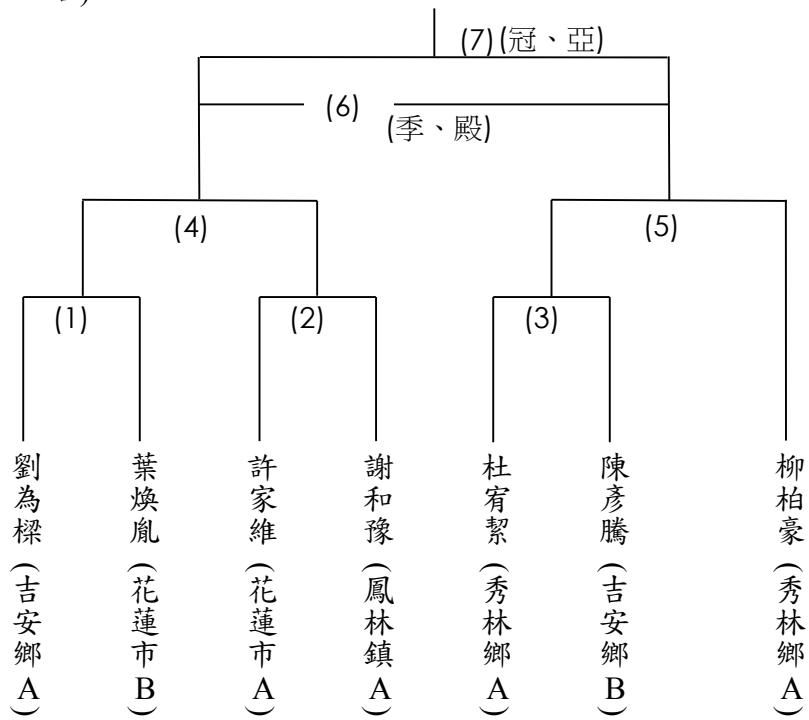 (7)(冠、亞)
(6)
(季、殿)
(4)
(5)
(1)
(2)
(3)
劉為樑(吉安鄉A)
葉煥胤(花蓮市B)
許家維(花蓮市A)
謝和豫(鳳林鎮A)
杜宥絜(秀林鄉A)
陳彥騰(吉安鄉B)
柳柏豪(秀林鄉A)